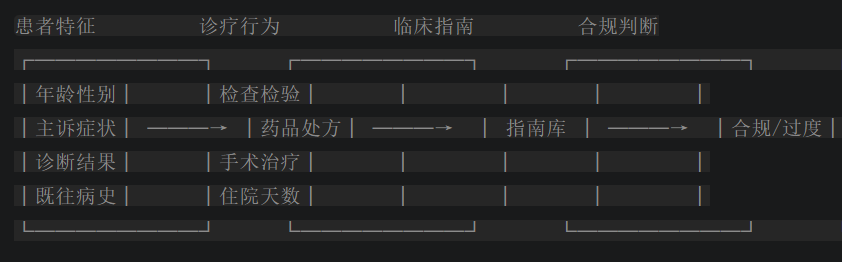 患者特征 诊疗行为 临床指南 合规判断
┌─────────┐ ┌─────────┐ ┌─────────┐
│年龄性别│ │检查检验│ │ │ │ │
│主诉症状│ ────→ │药品处方│ ────→ │ 指南库 │ ────→ │合规/过度│
│诊断结果│ │手术治疗│ │ │ │ │
│既往病史│ │住院天数│ │ │ │ │
└─────────┘ └─────────┘ └─────────┘